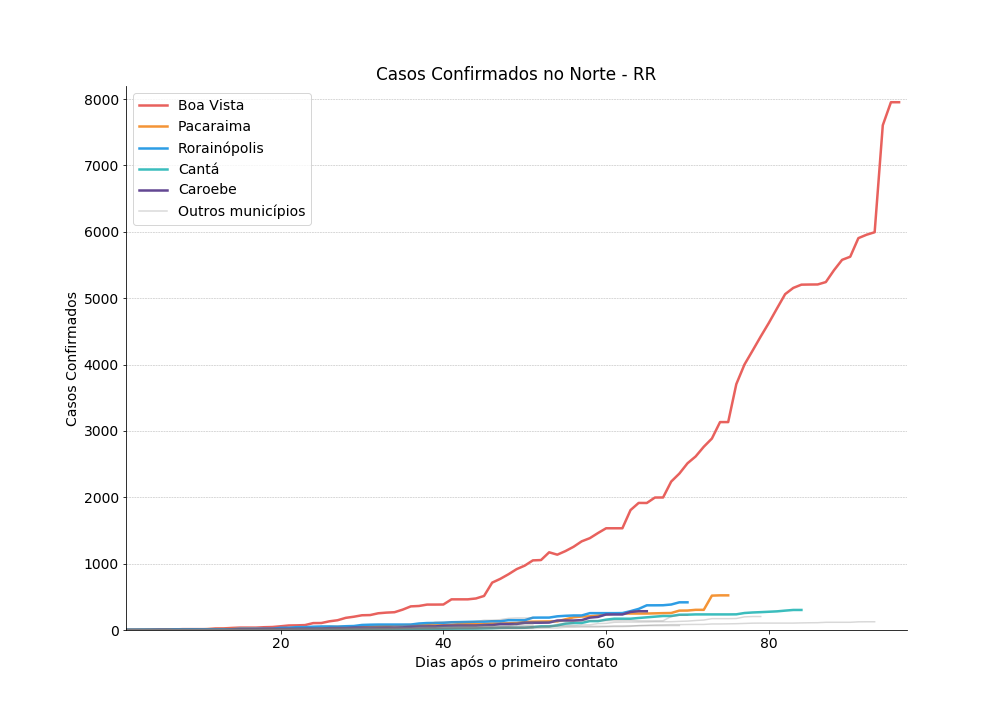 Casos Confirmados no Norte - RR
Boa Vista
Pacaraima
Rorainópolis
Cantá
Caroebe
Outros municípios
8000
7000
6000
5000
4000
3000
2000
1000
0
Casos Confirmados
20
40
60
80
Dias após o primeiro contato